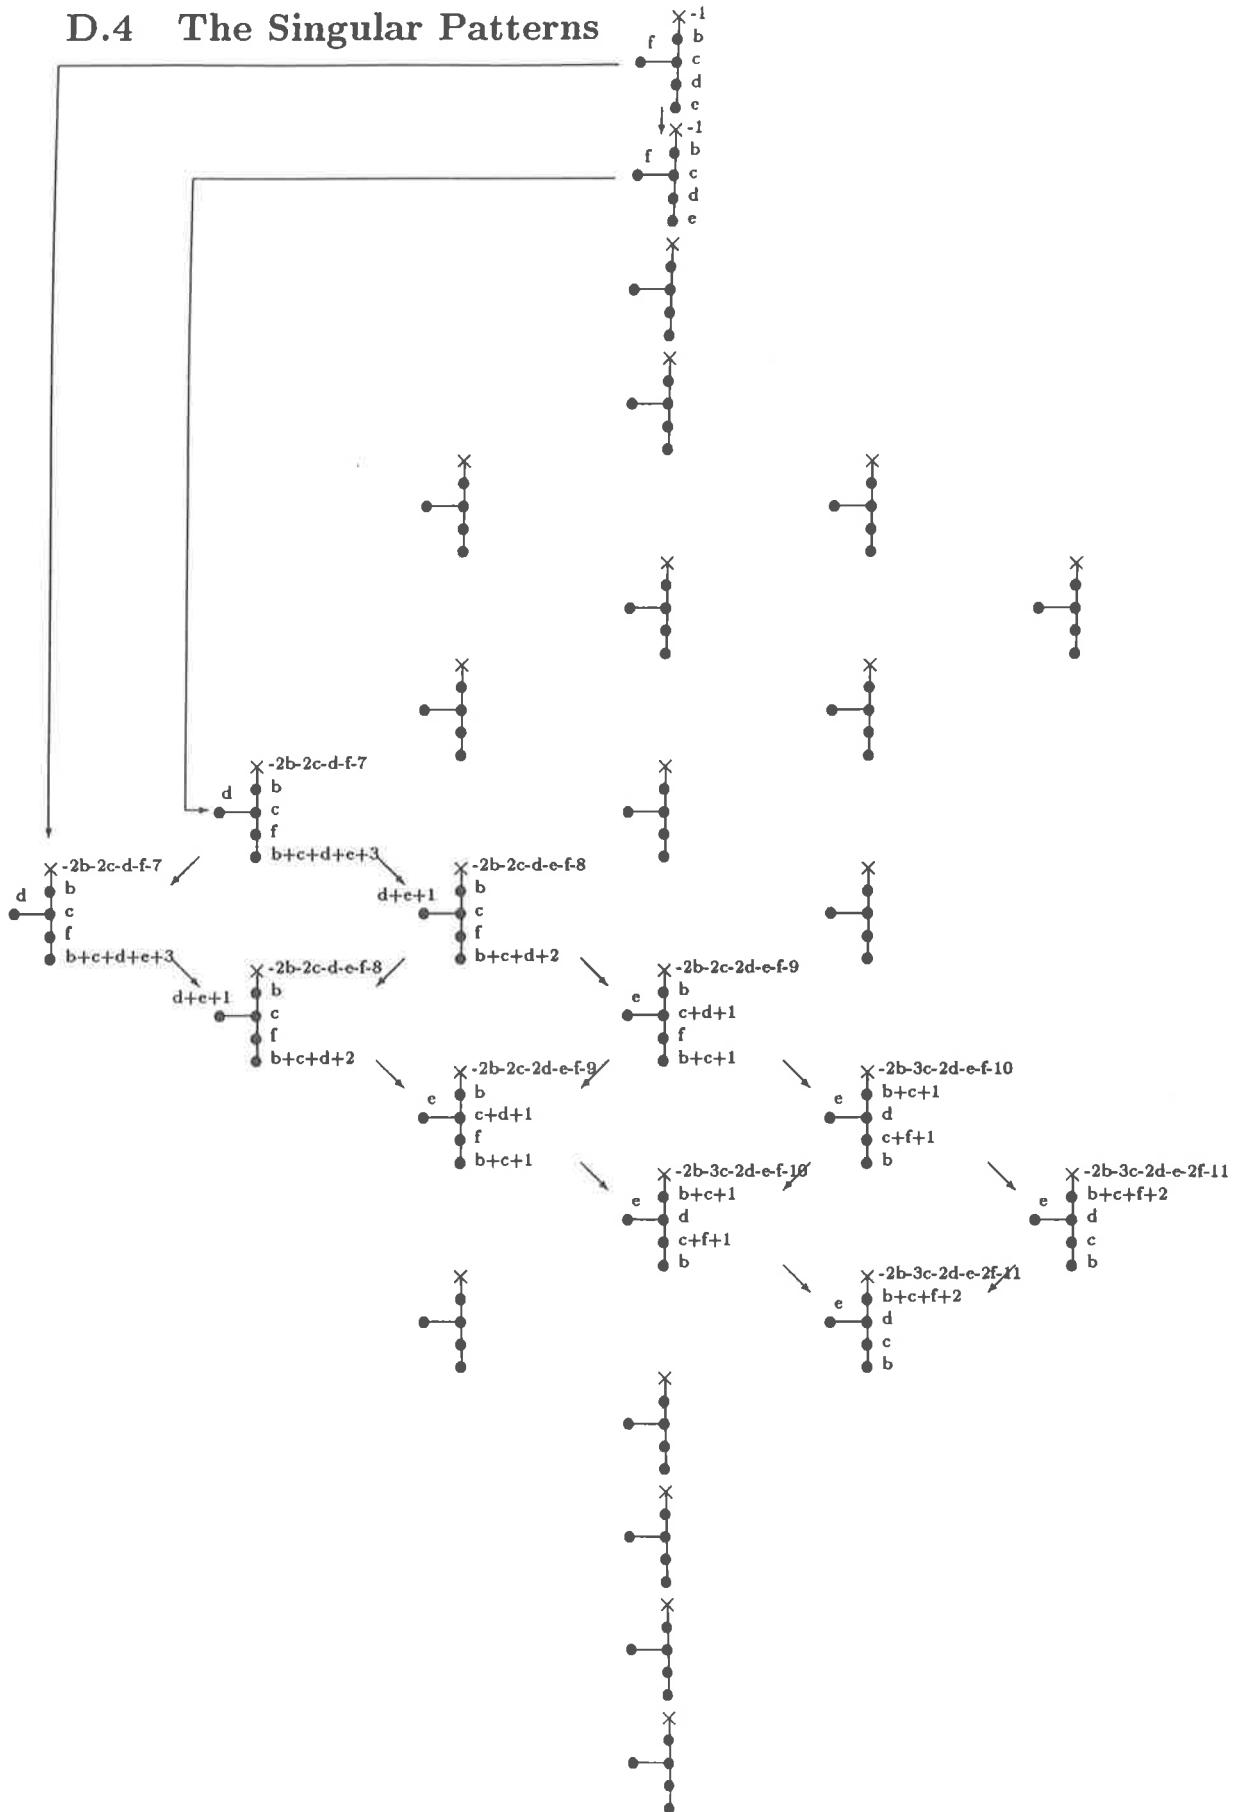 D.4 The Singular Patterns
-1
b
f
c
d
e
-1
b
f
c
d
e
-2b-2c-d-f-7
b
d
c
f
b+c+d+e+3
-2b-2c-d-f-7
b
d
c
f
b+c+d+e+3
-2b-2c-d-e-f-8
b
d+e+1
c
f
b+c+d+2
-2b-2c-d-e-f-8
b
d+e+1
c
f
b+c+d+2
-2b-2c-2d-e-f-9
b
e
c+d+1
f
b+c+1
-2b-2c-2d-e-f-9
b
e
c+d+1
f
b+c+1
-2b-3c-2d-e-f-10
b+c+1
e
d
c+f+1
b
-2b-3c-2d-e-f-10
b+c+1
e
d
c+f+1
b
-2b-3c-2d-e-2f-11
b+c+f+2
e
d
c
b
-2b-3c-2d-e-2f-11
b+c+f+2
e
d
c
b